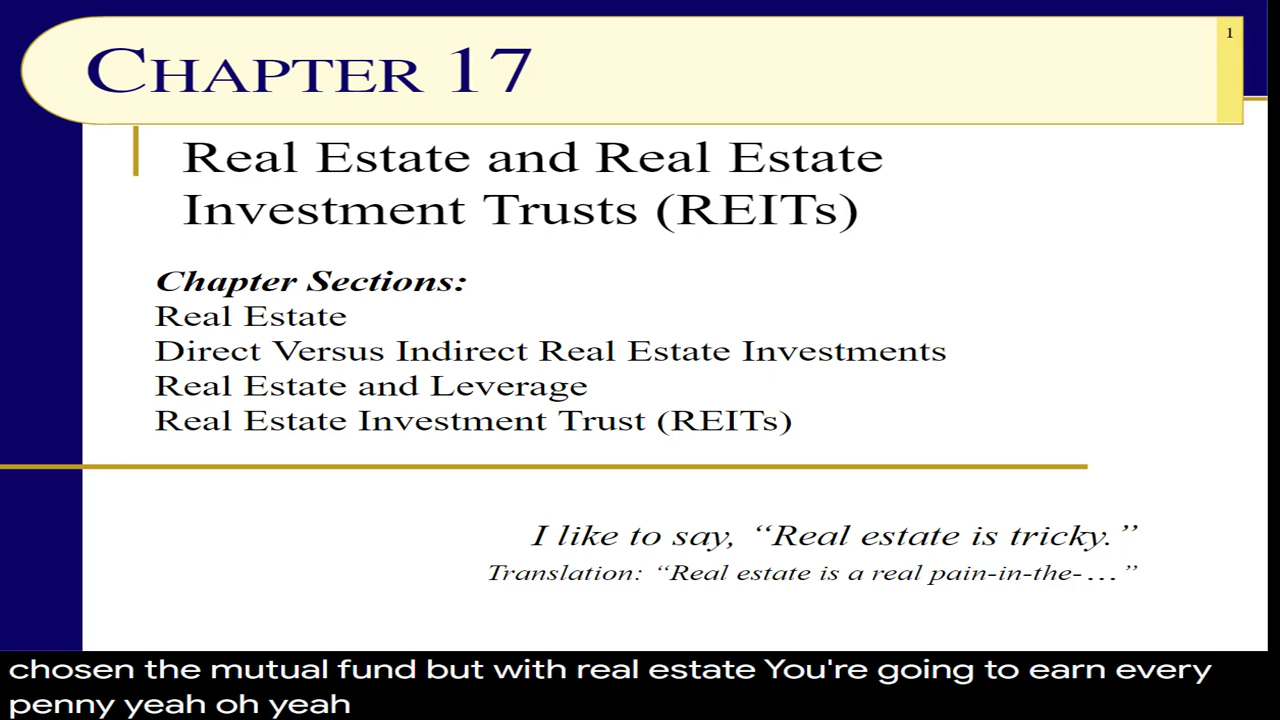 1
CHAPTER 17
Real Estate and Real Estate
Investment Trusts (REITs)
Chapter Sections:
Real Estate
Direct Versus Indirect Real Estate Investments
Real Estate and Leverage
Real Estate Investment Trust (REITs)
I like to say, “Real estate is tricky.”
Translation: “Real estate is a real pain-in-the-…”
chosen the mutual fund but with real estate You're going to earn every
penny yeah oh yeah